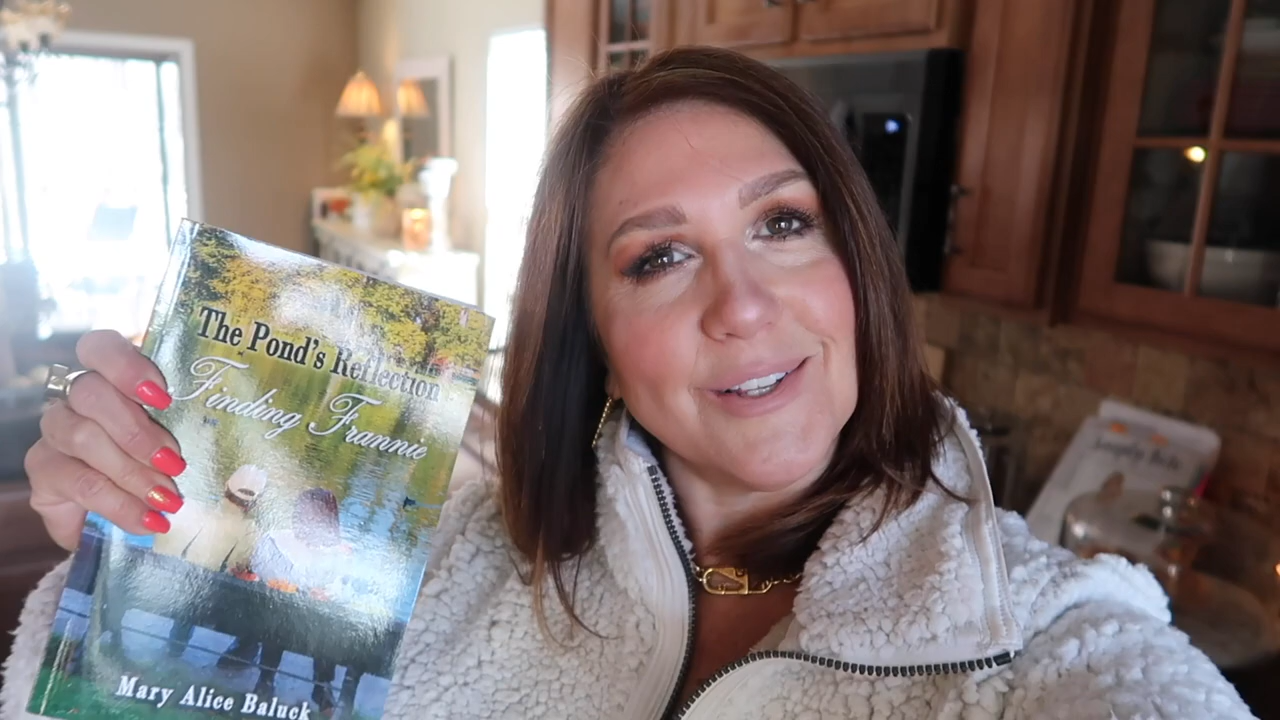 The Pond's Reflection
Finding Frannie
Mary Alice Baluck